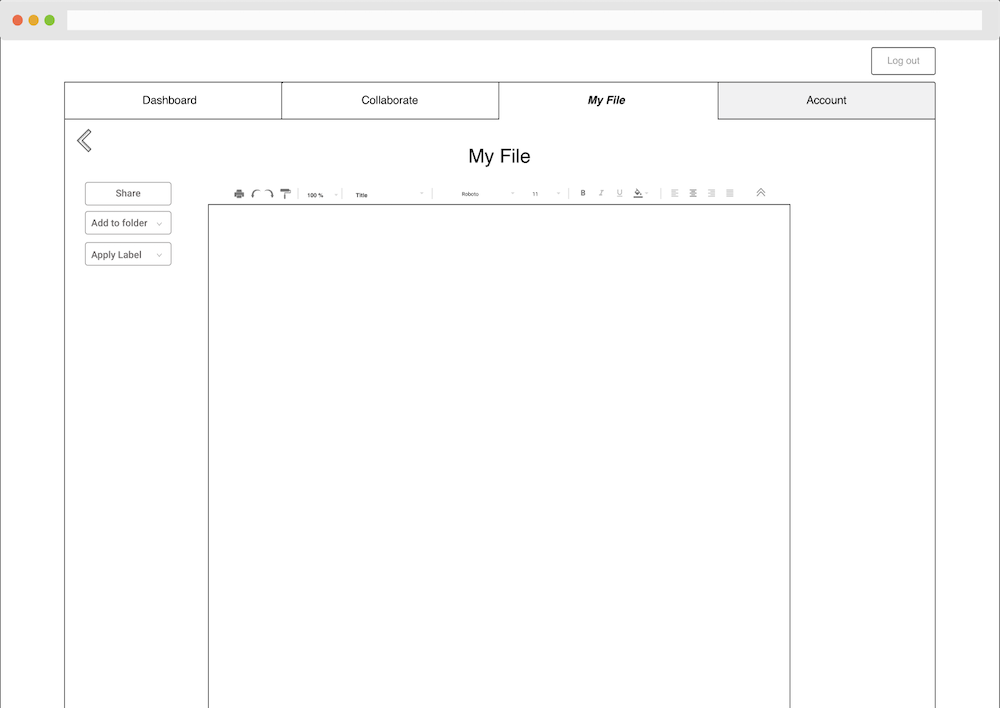 Log out
Dashboard Collaborate My File Account
My File
Share
100 % Title Roboto 11 B I U
Add to folder
Apply Label